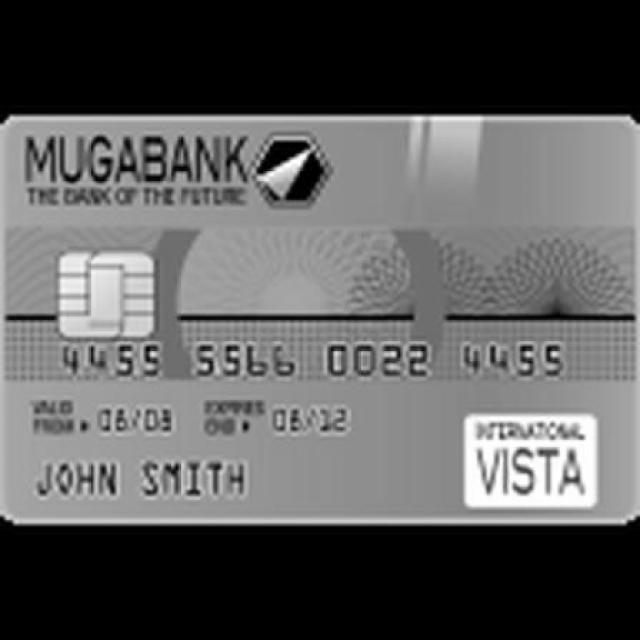 MUGABANK
THE BANK OF THE FUTURE
4455 5566 0022 4455
VALID FROM 08/08 EXPIRES END 08/12
JOHN SMITH
INTERNATIONAL
VISTA